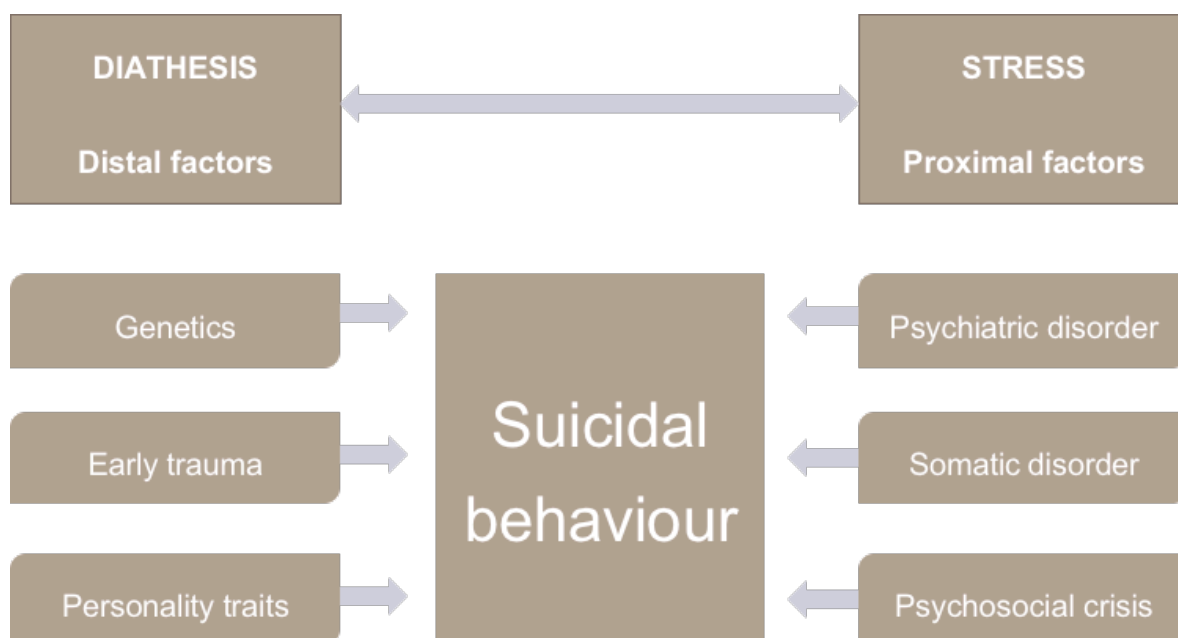 DIATHESIS
Distal factors
STRESS
Proximal factors
Genetics
Early trauma
Personality traits
Suicidal
behaviour
Psychiatric disorder
Somatic disorder
Psychosocial crisis